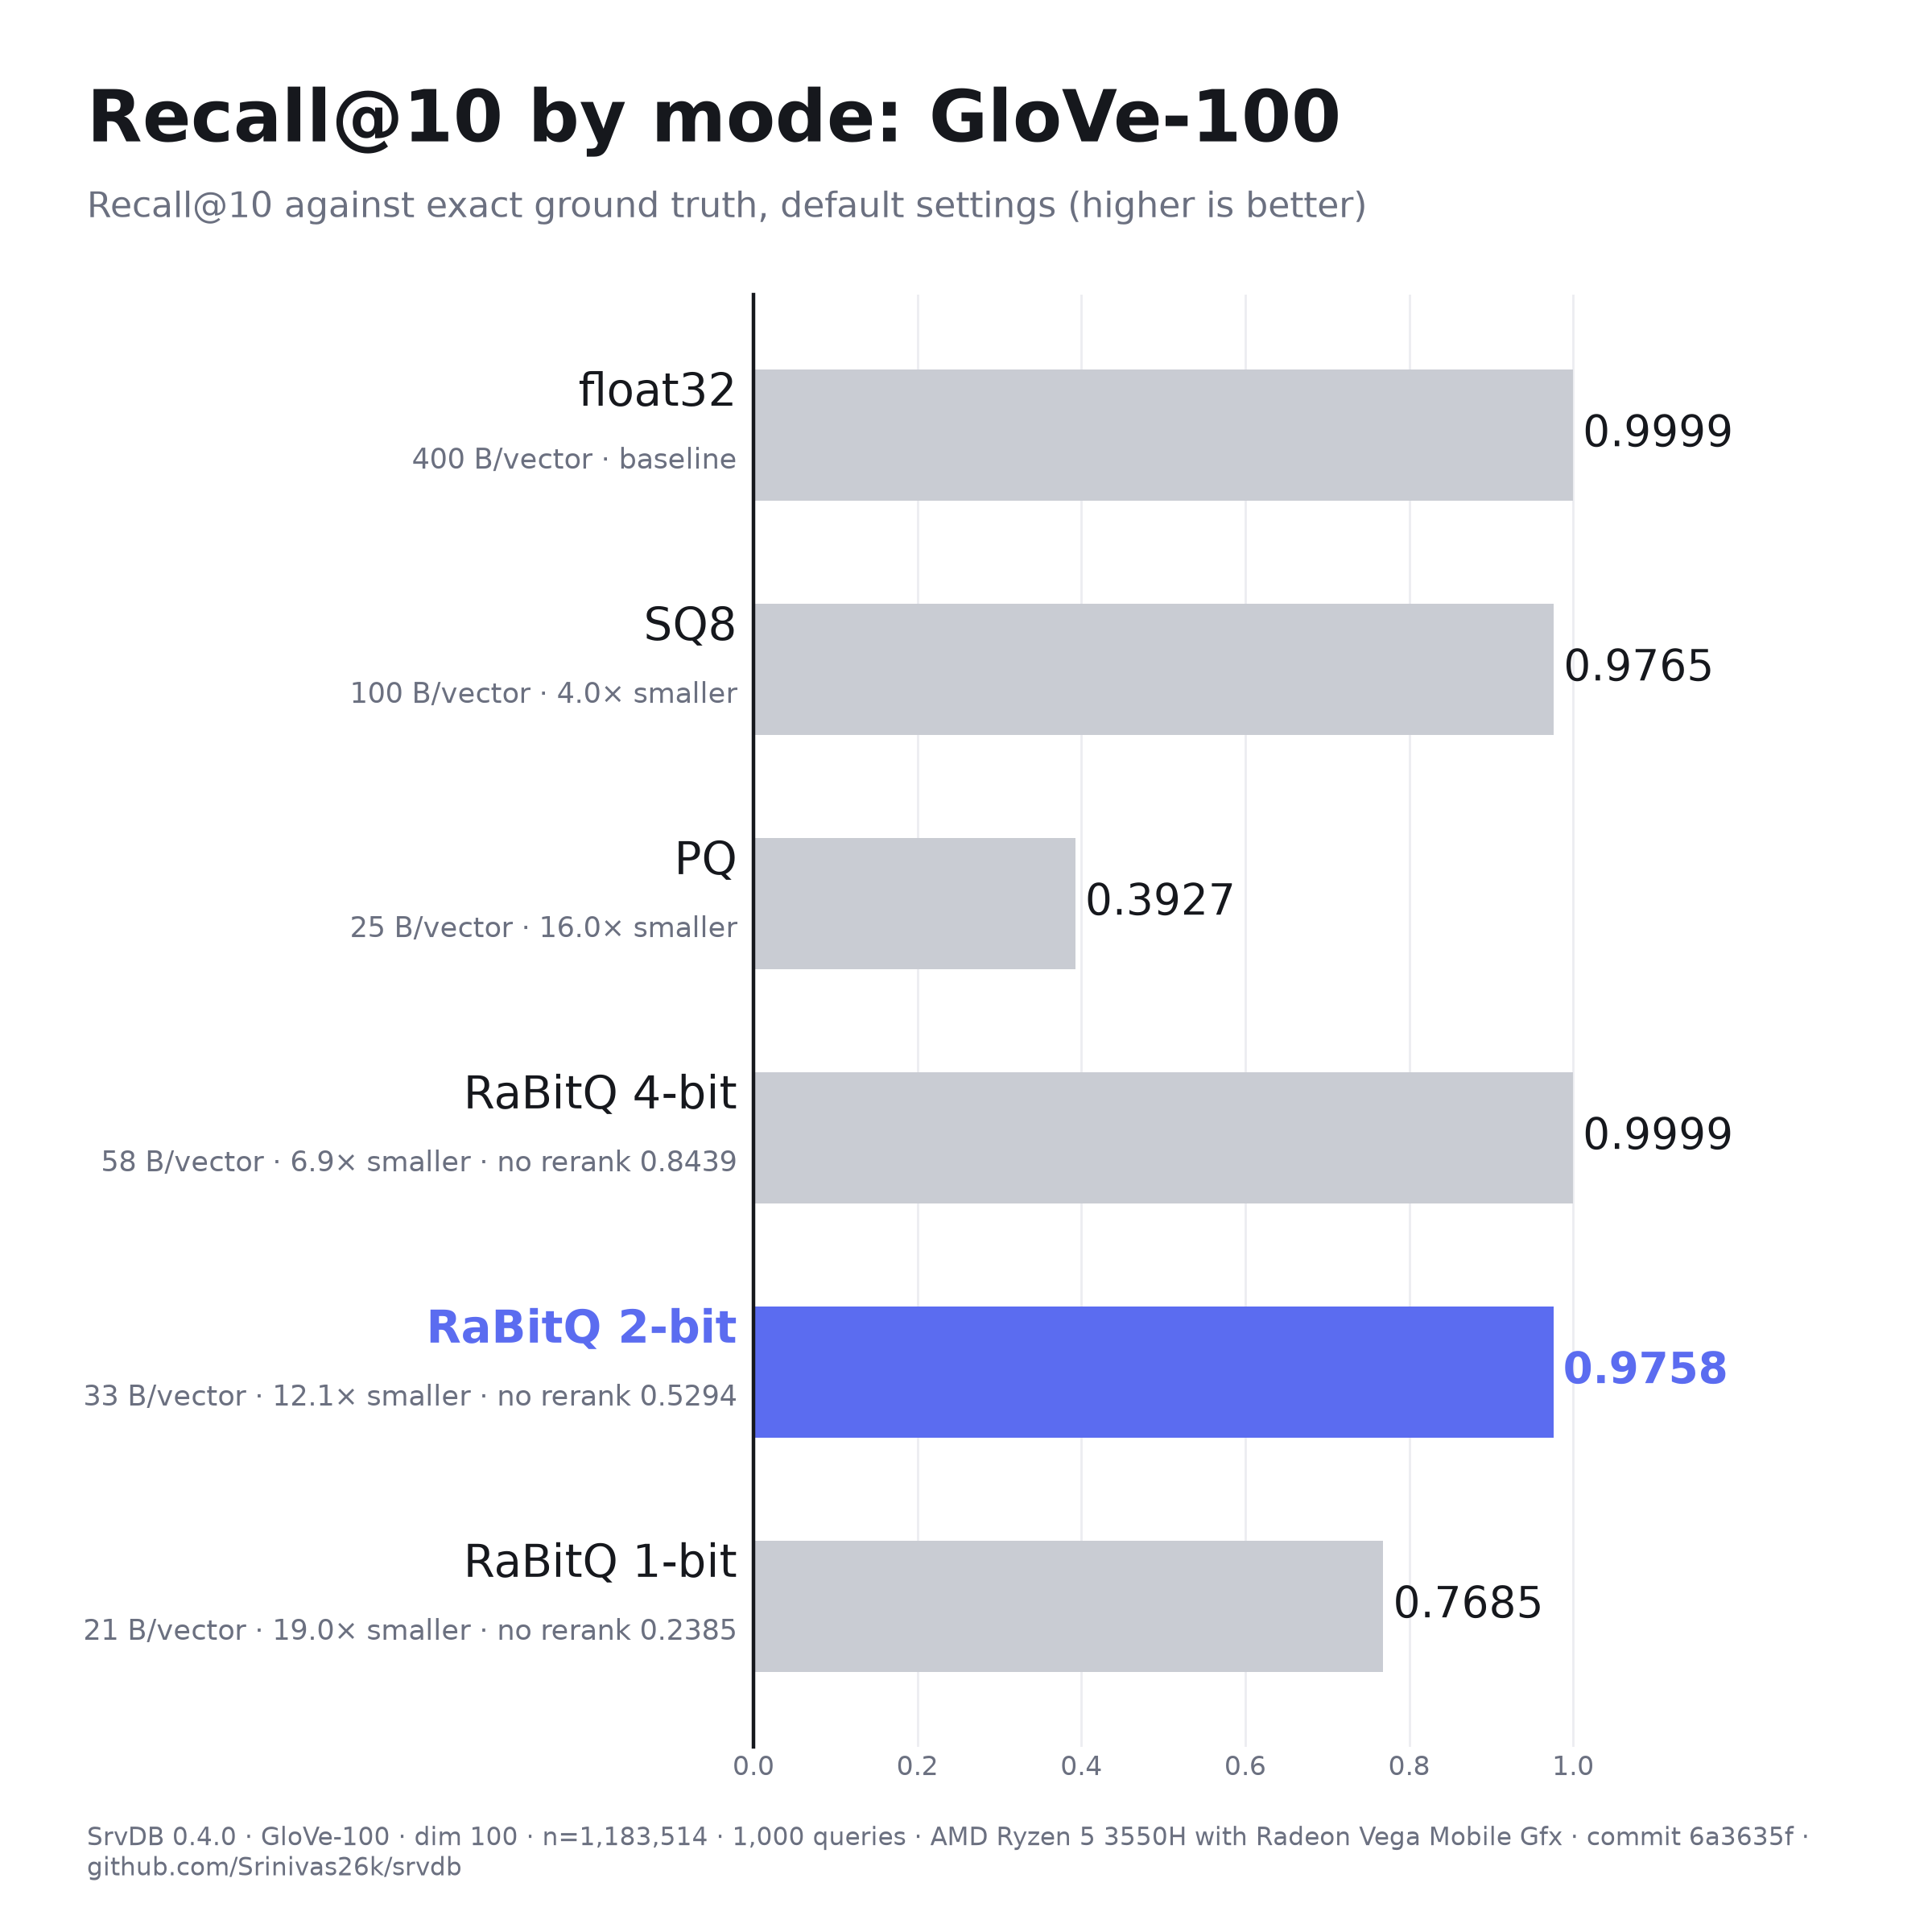 Recall@10 by mode: GloVe-100
Recall@10 against exact ground truth, default settings (higher is better)
float32
400 B/vector · baseline
0.9999
SQ8
100 B/vector · 4.0× smaller
0.9765
PQ
25 B/vector · 16.0× smaller
0.3927
RaBitQ 4-bit
58 B/vector · 6.9× smaller · no rerank 0.8439
0.9999
RaBitQ 2-bit
33 B/vector · 12.1× smaller · no rerank 0.5294
0.9758
RaBitQ 1-bit
21 B/vector · 19.0× smaller · no rerank 0.2385
0.7685
0.0 0.2 0.4 0.6 0.8 1.0
SrvDB 0.4.0 · GloVe-100 · dim 100 · n=1,183,514 · 1,000 queries · AMD Ryzen 5 3550H with Radeon Vega Mobile Gfx · commit 6a3635f ·
github.com/Srinivas26k/srvdb